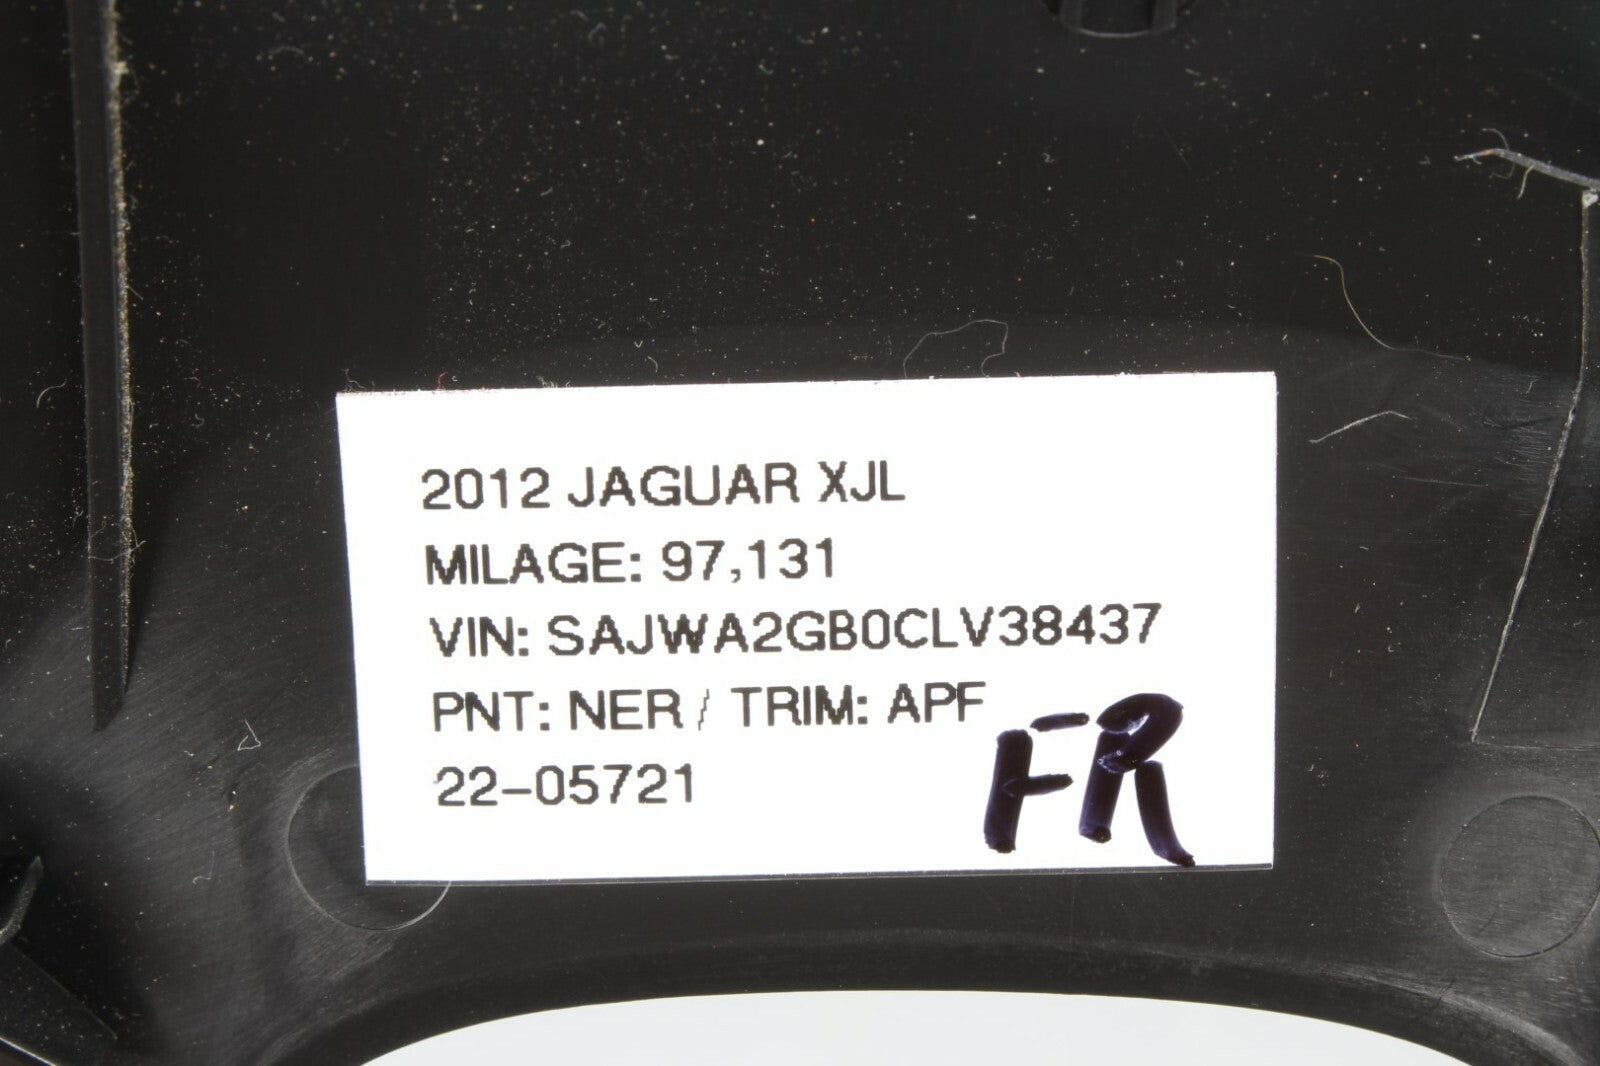 2012 JAGUAR XJL
MILAGE: 97,131
VIN: SAJWA2GB0CLV38437
PNT: NER / TRIM: APF
22-05721
FR